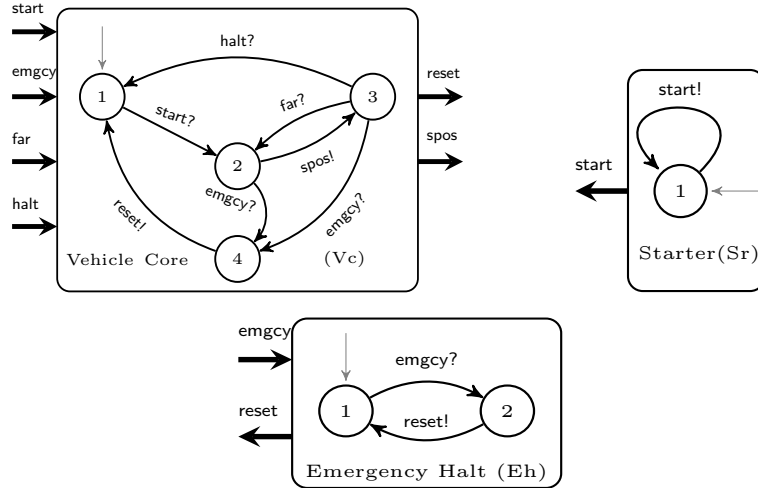 start
emgcy
far
halt
halt?
1
start?
far?
3
2
spos!
emgcy?
emgcy?
reset!
4
Vehicle Core (Vc)
reset
spos
start!
start
1
Starter(Sr)
emgcy
reset
emgcy?
1
reset!
2
Emergency Halt (Eh)